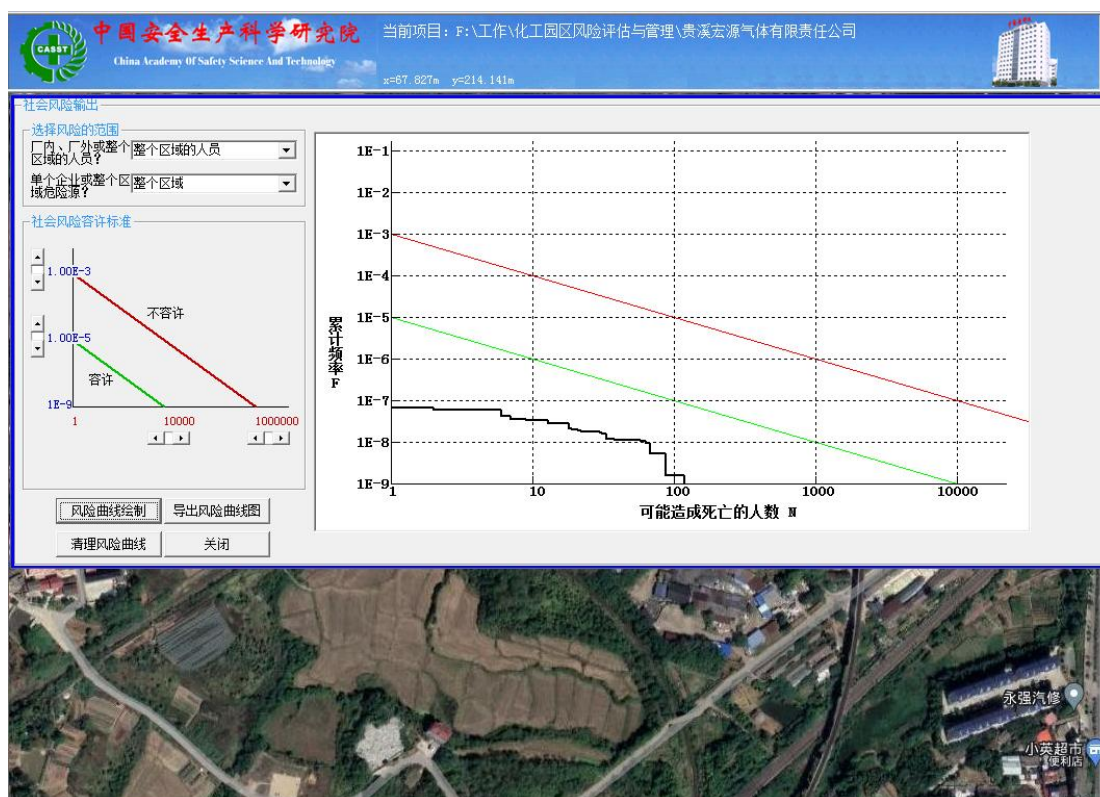 中国安全生产科学研究院
CASST
China Academy Of Safety Science And Technology
当前项目: F:\工作\化工园区风险评估与管理\贵溪宏源气体有限责任公司
x=67.827m y=214.141m
社会风险输出
选择风险的范围
厂内、厂外或整个区域的人员?
整个区域的人员
单个企业或整个区域危险源?
整个区域
社会风险容许标准
1.00E-3
不容许
1.00E-5
容许
1E-9
1
10000
1000000
风险曲线绘制
导出风险曲线图
清理风险曲线
关闭
1E-1
1E-2
1E-3
1E-4
1E-5
1E-6
1E-7
1E-8
1E-9
累计频率 F
1
10
100
1000
10000
可能造成死亡的人数 N
永强汽修
小英超市
便利店